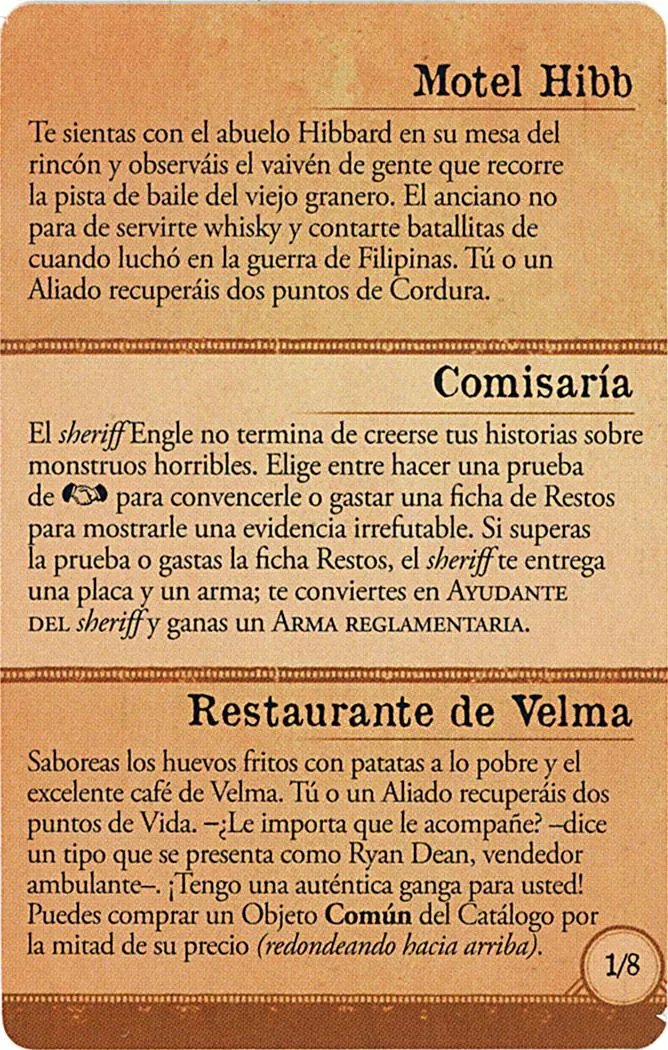 Motel Hibb
Te sientas con el abuelo Hibbard en su mesa del
rincón y observáis el vaivén de gente que recorre
la pista de baile del viejo granero. El anciano no
para de servirte whisky y contarte batallitas de
cuando luchó en la guerra de Filipinas. Tú o un
Aliado recuperáis dos puntos de Cordura.
Comisaría
El sheriff Engle no termina de creerse tus historias sobre
monstruos horribles. Elige entre hacer una prueba
de para convencerle o gastar una ficha de Restos
para mostrarle una evidencia irrefutable. Si superas
la prueba o gastas la ficha Restos, el sheriff te entrega
una placa y un arma; te conviertes en AYUDANTE
DEL sheriff y ganas un ARMA REGLAMENTARIA.
Restaurante de Velma
Saboreas los huevos fritos con patatas a lo pobre y el
excelente café de Velma. Tú o un Aliado recuperáis dos
puntos de Vida. –¿Le importa que le acompañe? –dice
un tipo que se presenta como Ryan Dean, vendedor
ambulante–. ¡Tengo una auténtica ganga para usted!
Puedes comprar un Objeto Común del Catálogo por
la mitad de su precio (redondeando hacia arriba).
1/8